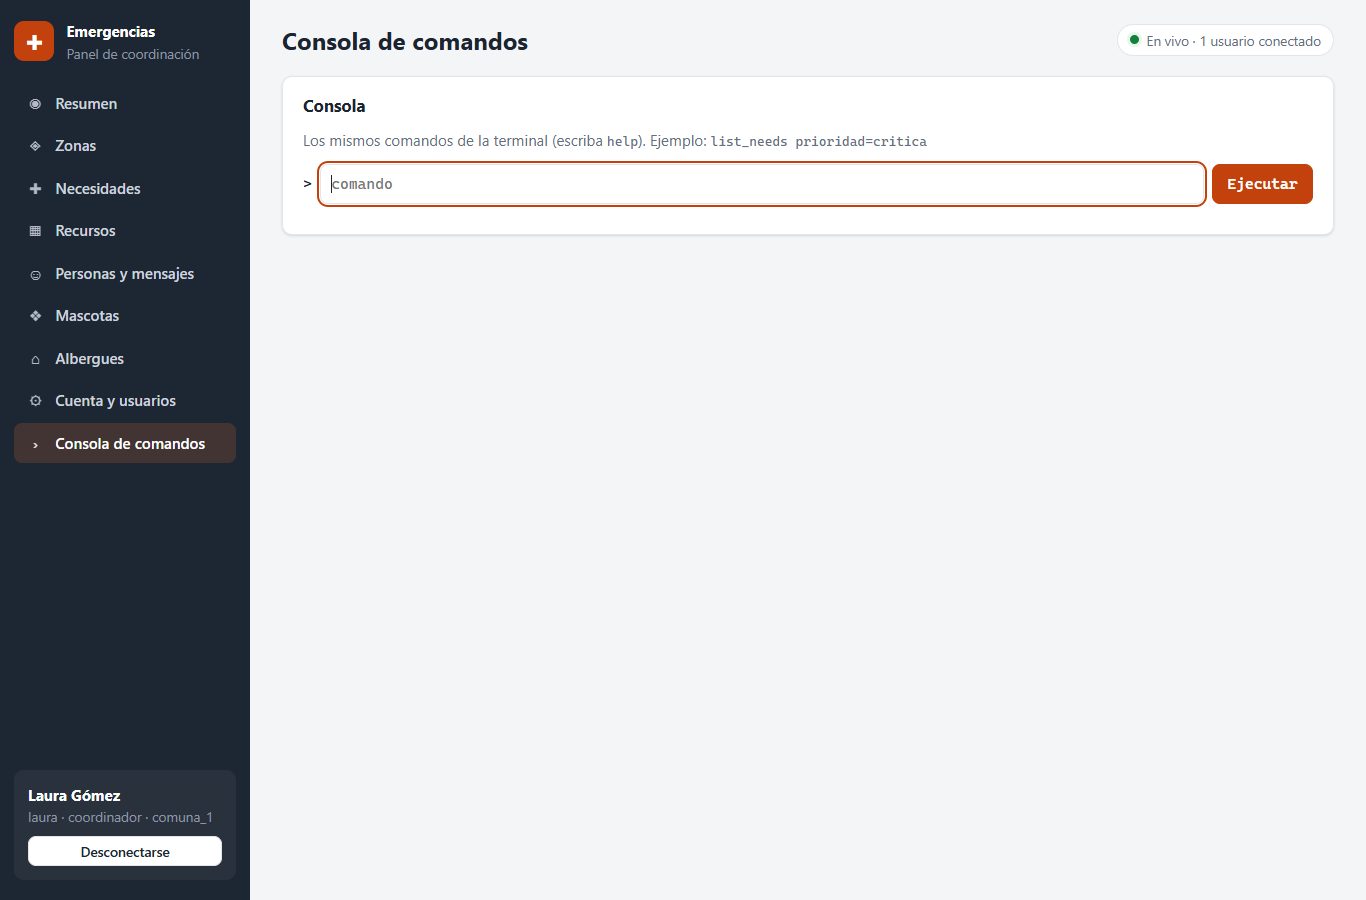 Emergencias
Panel de coordinación
Resumen
Zonas
Necesidades
Recursos
Personas y mensajes
Mascotas
Albergues
Cuenta y usuarios
Consola de comandos
Laura Gómez
laura · coordinador · comuna_1
Desconectarse
Consola de comandos
En vivo · 1 usuario conectado
Consola
Los mismos comandos de la terminal (escriba help). Ejemplo: list_needs prioridad=critica
> comando
Ejecutar